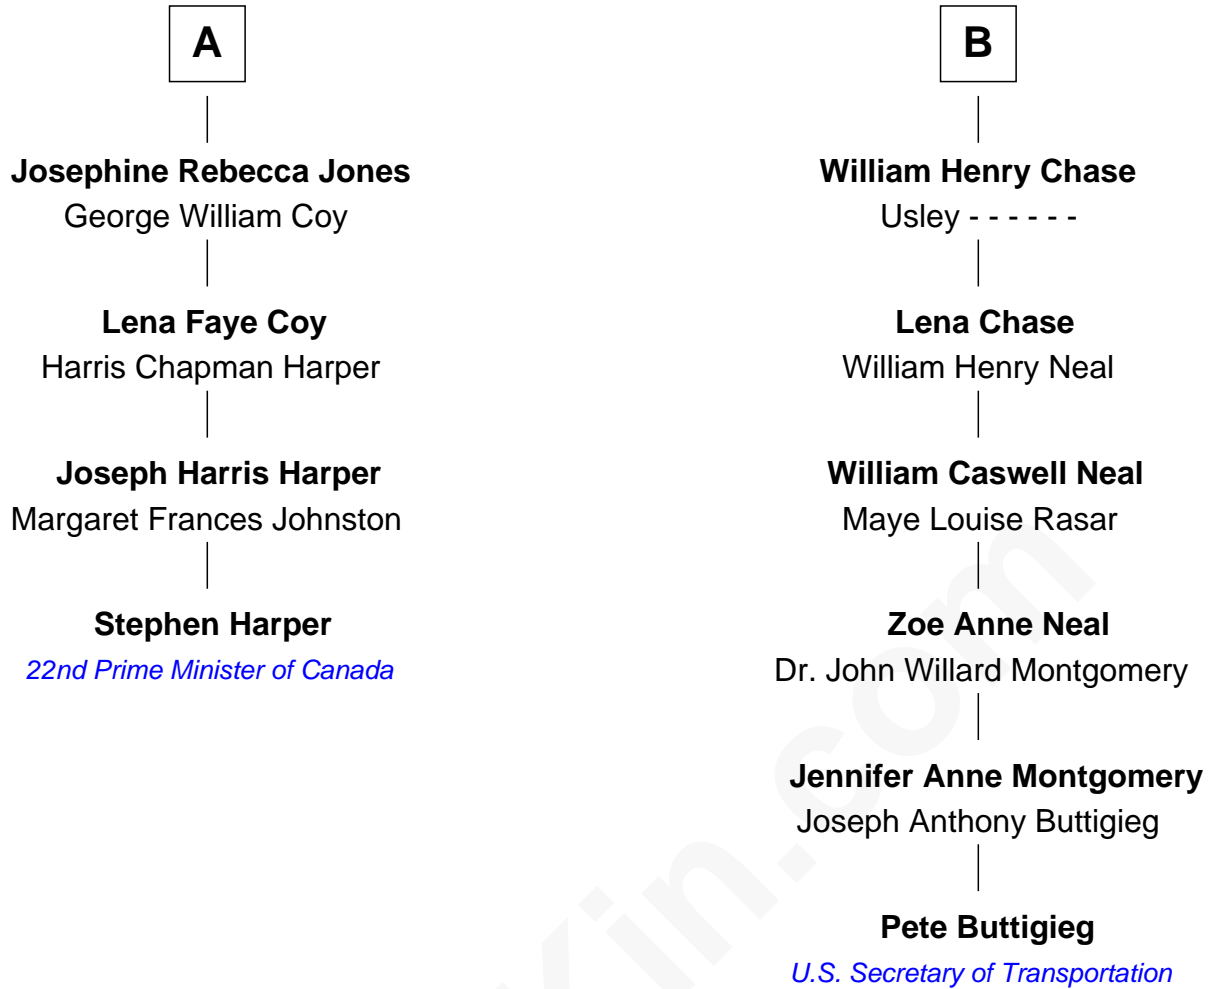 A
Josephine Rebecca Jones
George William Coy
Lena Faye Coy
Harris Chapman Harper
Joseph Harris Harper
Margaret Frances Johnston
Stephen Harper
22nd Prime Minister of Canada
B
William Henry Chase
Usley - - - - - -
Lena Chase
William Henry Neal
William Caswell Neal
Maye Louise Rasar
Zoe Anne Neal
Dr. John Willard Montgomery
Jennifer Anne Montgomery
Joseph Anthony Buttigieg
Pete Buttigieg
U.S. Secretary of Transportation
Kin.com